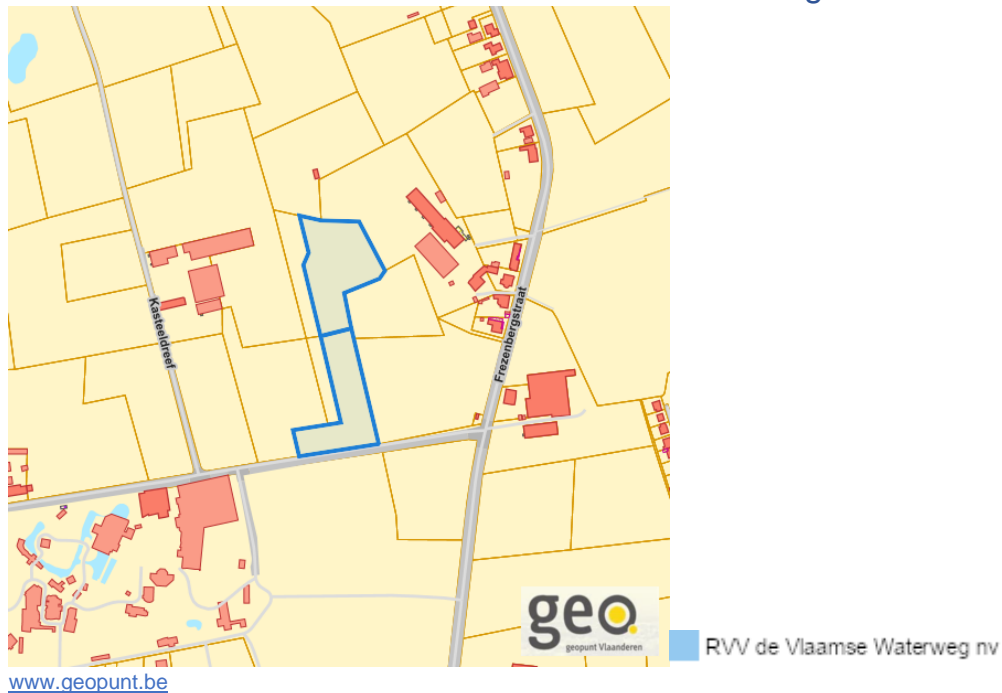 Kasteeldreef
Frezenbergstraat
geo.
geopunt Vlaanderen
RVV de Vlaamse Waterweg nv
www.geopunt.be